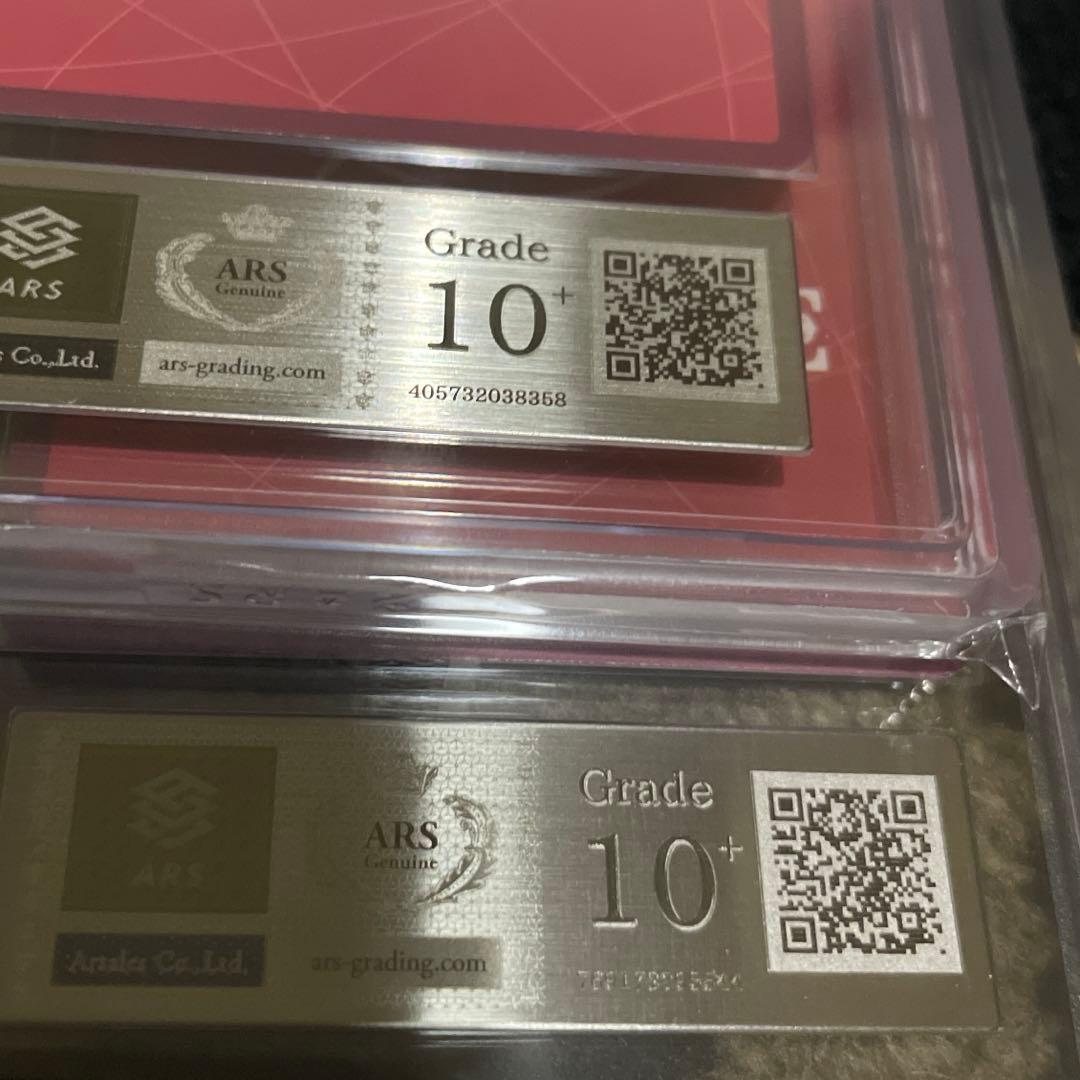 ARS
Co.,Ltd.
ARS
Genuine
ars-grading.com
Grade
10+
405732038358
ARS
Arsales Co.,Ltd.
ARS
Genuine
ars-grading.com
Grade
10+